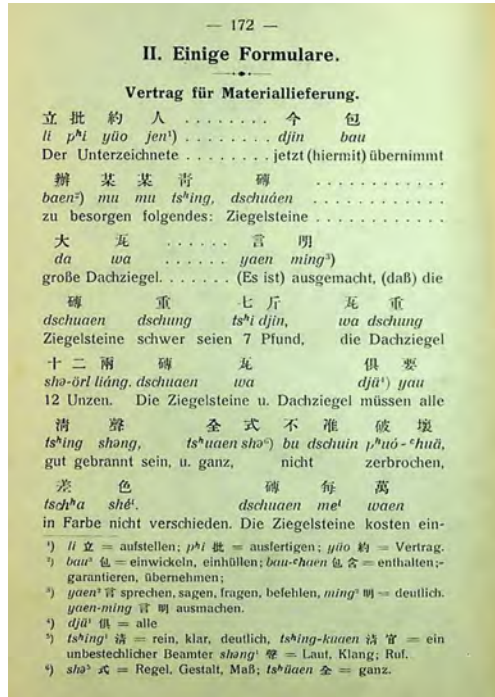 — 172 —
II. Einige Formulare.
Vertrag für Materiallieferung.
立 批 約 人 . . . . . . . . 今 包
li pʰi yüo jen¹) . . . . . . . . djin bau
Der Unterzeichnete . . . . . . . . jetzt (hiermit) übernimmt
辦 某 某 靑 磚 . . . . . . . . . . . .
baen²) mu mu tsʰing, dschuáen . . . . . . . . . . . .
zu besorgen folgendes: Ziegelsteine . . . . . . . . . . . .
大 瓦 . . . . . . 言 明
da wa . . . . . . yaen ming³)
große Dachziegel. . . . . . . (Es ist) ausgemacht, (daß) die
磚 重 七 斤 瓦 重
dschuaen dschung tsʰi djin, wa dschung
Ziegelsteine schwer seien 7 Pfund, die Dachziegel
十 二 兩 磚 瓦 俱 要
shə-örl liáng. dschuaen wa djü⁴) yau
12 Unzen. Die Ziegelsteine u. Dachziegel müssen alle
清 聲 全 式 不 准 破 壞
tsʰing shəng, tsʰuaen shə⁶) bu dschuin pʰuó-ᶜhuä,
gut gebrannt sein, u. ganz, nicht zerbrochen,
差 色 磚 每 萬
tschʰa shéⁱ. dschuaen meⁱ waen
in Farbe nicht verschieden. Die Ziegelsteine kosten ein-
¹) li 立 = aufstellen; pʰi 批 = ausfertigen; yüo 約 = Vertrag.
²) bau¹ 包 = einwickeln, einhüllen; bau-ᶜhaen 包 含 = enthalten;-
garantieren, übernehmen;
³) yaen³ 言 sprechen, sagen, fragen, befehlen, ming² 明 = deutlich.
yaen-ming 言 明 ausmachen.
⁴) djü¹ 俱 = alle
⁵) tsʰing¹ 清 = rein, klar, deutlich, tsʰing-kuaen 清 官 = ein
unbestechlicher Beamter shəng¹ 聲 = Laut, Klang; Ruf.
⁶) shə⁵ 式 = Regel, Gestalt, Maß; tsʰüaen 全 = ganz.